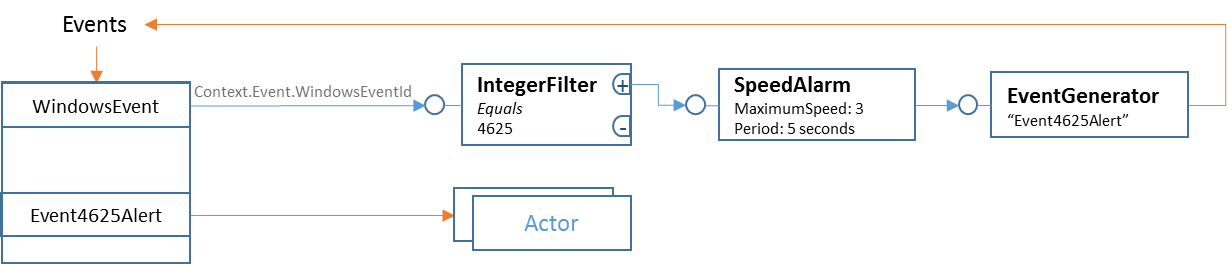 Events
WindowsEvent
Context.Event.WindowsEventId
IntegerFilter
Equals
4625
+
-
SpeedAlarm
MaximumSpeed: 3
Period: 5 seconds
EventGenerator
“Event4625Alert”
Event4625Alert
Actor